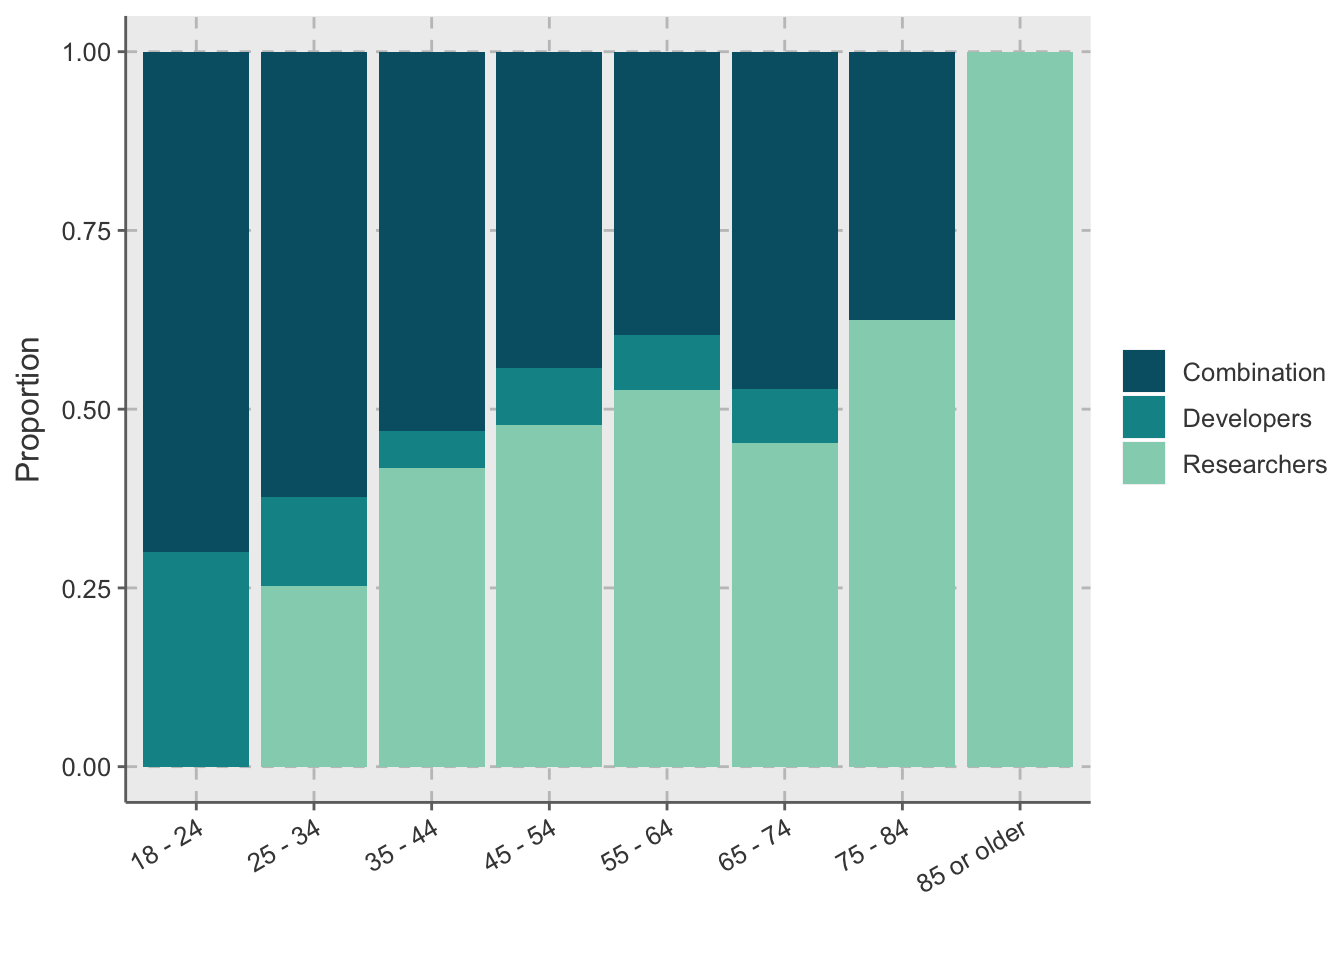 1.00
0.75
0.50
0.25
0.00
Proportion
18 - 24
25 - 34
35 - 44
45 - 54
55 - 64
65 - 74
75 - 84
85 or older
Combination
Developers
Researchers